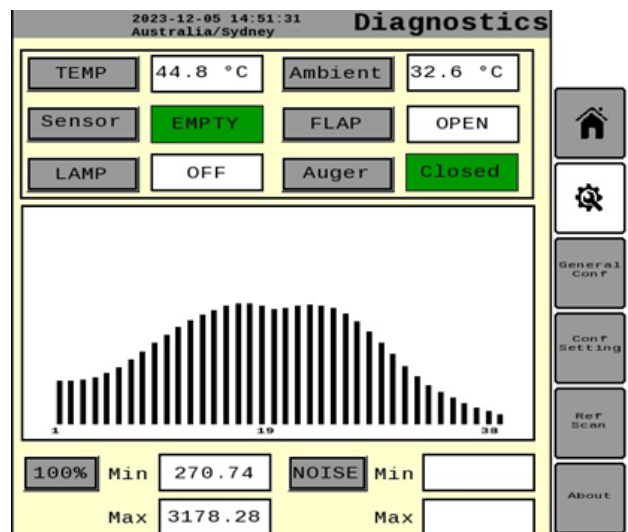 2023-12-05 14:51:31 Diagnostics
Australia/Sydney
TEMP 44.8 °C Ambient 32.6 °C
Sensor EMPTY FLAP OPEN
LAMP OFF Auger Closed
General
Conf
Conf
Setting
Ref
Scan
About
1 19 38
100% Min 270.74 NOISE Min
Max 3178.28 Max